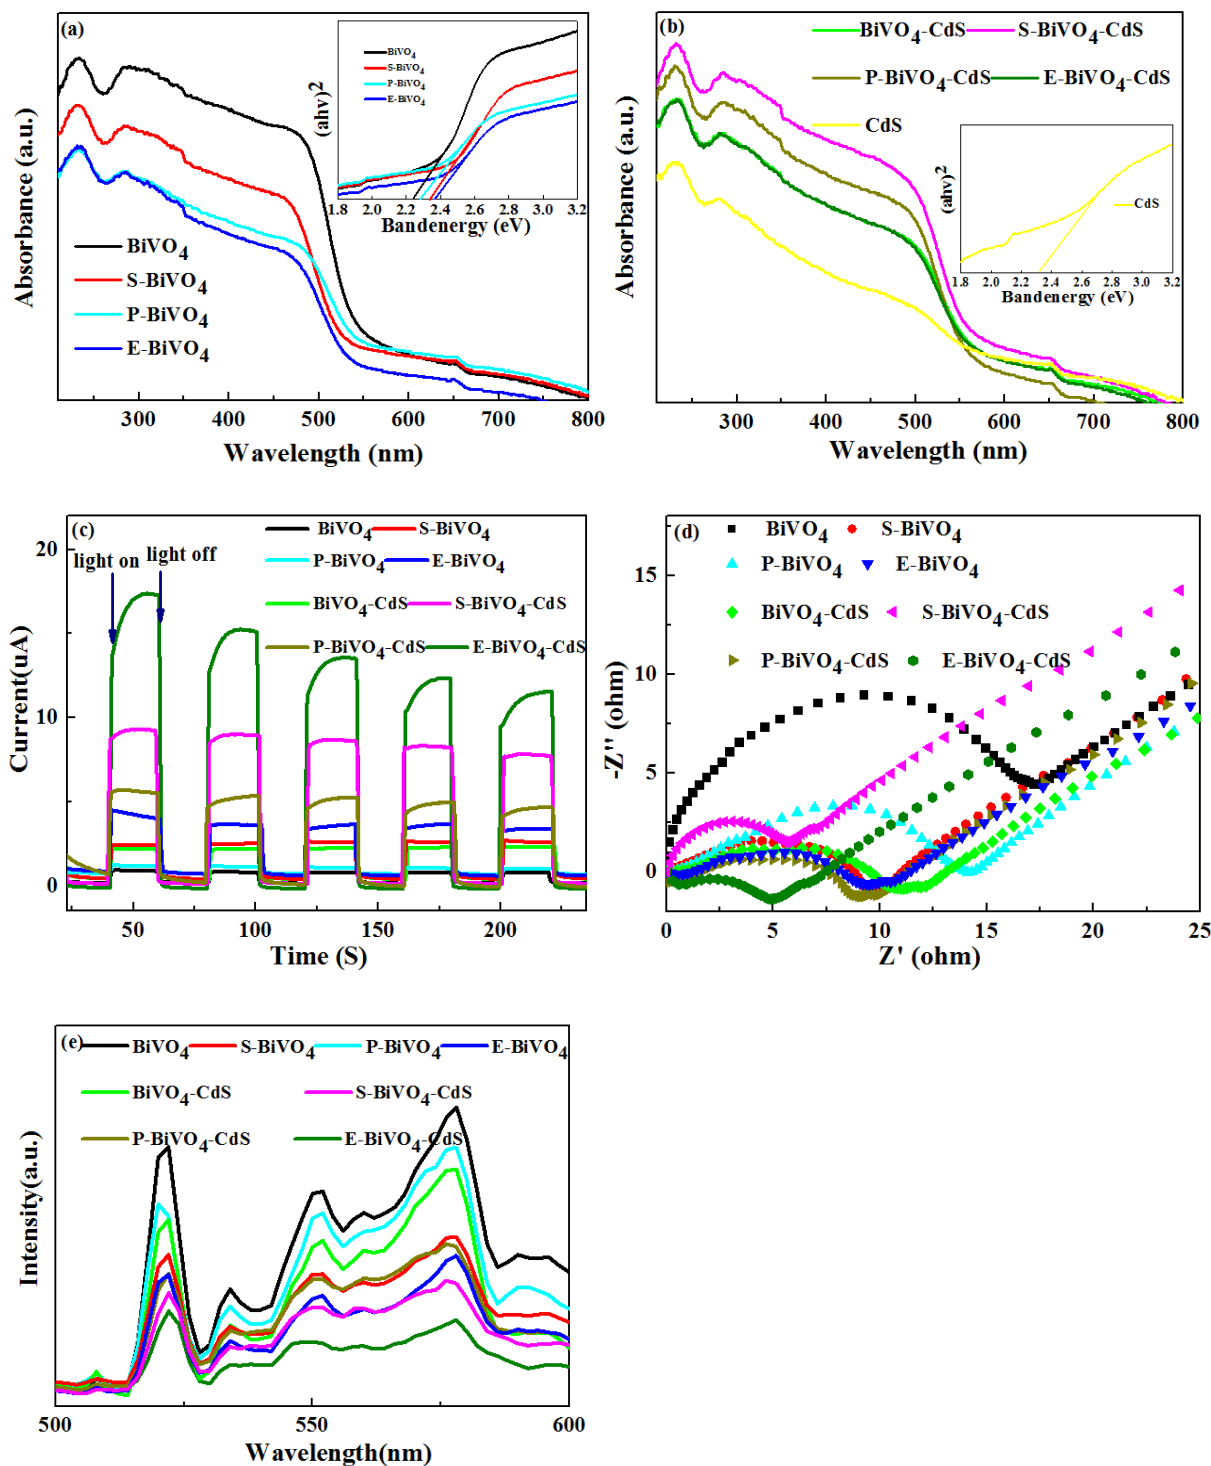 (a)
BiVO4
S-BiVO4
P-BiVO4
E-BiVO4
(ahv)2
1.8 2.0 2.2 2.4 2.6 2.8 3.0 3.2
Bandenergy (eV)
BiVO4
S-BiVO4
P-BiVO4
E-BiVO4
Absorbance (a.u.)
300 400 500 600 700 800
Wavelength (nm)
(b)
BiVO4-CdS S-BiVO4-CdS
P-BiVO4-CdS E-BiVO4-CdS
CdS
(ahv)2
CdS
1.8 2.0 2.2 2.4 2.6 2.8 3.0 3.2
Bandenergy (eV)
Absorbance (a.u.)
300 400 500 600 700 800
Wavelength (nm)
(c)
BiVO4 S-BiVO4
light on light off
P-BiVO4 E-BiVO4
BiVO4-CdS S-BiVO4-CdS
P-BiVO4-CdS E-BiVO4-CdS
20
10
0
Current(uA)
50 100 150 200
Time (S)
(d)
BiVO4 S-BiVO4
P-BiVO4 E-BiVO4
BiVO4-CdS S-BiVO4-CdS
P-BiVO4-CdS E-BiVO4-CdS
15
10
5
0
-Z'' (ohm)
0 5 10 15 20 25
Z' (ohm)
(e)
BiVO4 S-BiVO4 P-BiVO4 E-BiVO4
BiVO4-CdS S-BiVO4-CdS
P-BiVO4-CdS E-BiVO4-CdS
Intensity(a.u.)
500 550 600
Wavelength(nm)